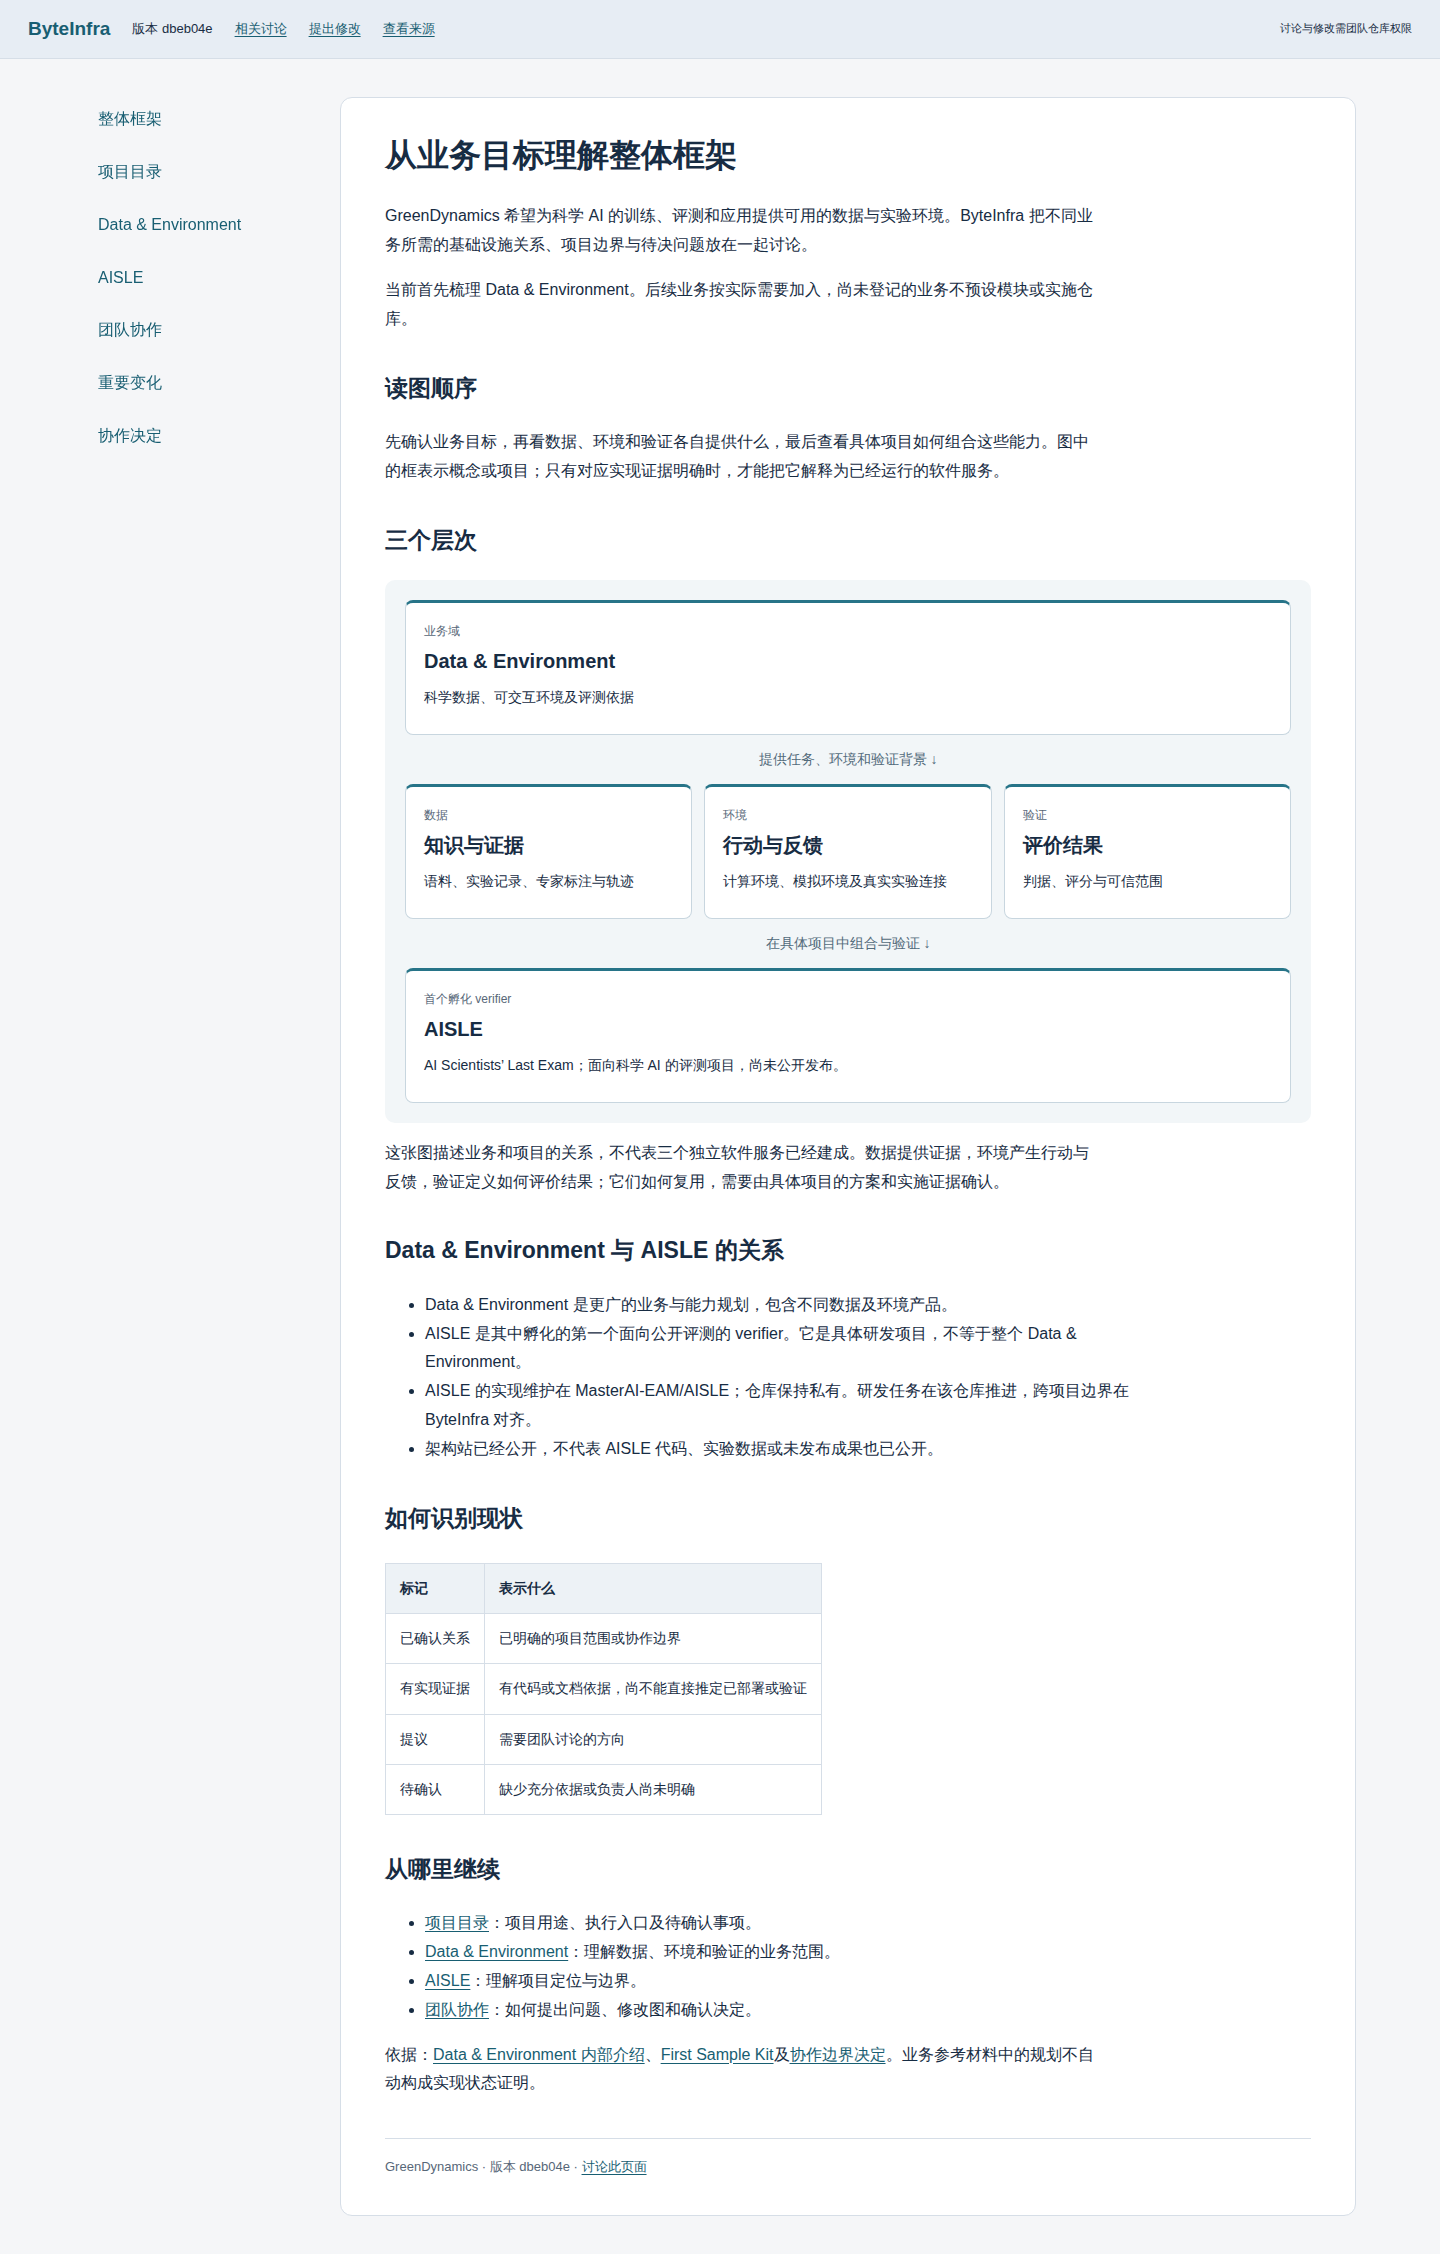 ByteInfra 版本 dbeb04e 相关讨论 提出修改 查看来源 讨论与修改需团队仓库权限
整体框架
项目目录
Data & Environment
AISLE
团队协作
重要变化
协作决定
从业务目标理解整体框架
GreenDynamics 希望为科学 AI 的训练、评测和应用提供可用的数据与实验环境。ByteInfra 把不同业
务所需的基础设施关系、项目边界与待决问题放在一起讨论。
当前首先梳理 Data & Environment。后续业务按实际需要加入，尚未登记的业务不预设模块或实施仓
库。
读图顺序
先确认业务目标，再看数据、环境和验证各自提供什么，最后查看具体项目如何组合这些能力。图中
的框表示概念或项目；只有对应实现证据明确时，才能把它解释为已经运行的软件服务。
三个层次
业务域
Data & Environment
科学数据、可交互环境及评测依据
提供任务、环境和验证背景 ↓
数据
知识与证据
语料、实验记录、专家标注与轨迹
环境
行动与反馈
计算环境、模拟环境及真实实验连接
验证
评价结果
判据、评分与可信范围
在具体项目中组合与验证 ↓
首个孵化 verifier
AISLE
AI Scientists’ Last Exam；面向科学 AI 的评测项目，尚未公开发布。
这张图描述业务和项目的关系，不代表三个独立软件服务已经建成。数据提供证据，环境产生行动与
反馈，验证定义如何评价结果；它们如何复用，需要由具体项目的方案和实施证据确认。
Data & Environment 与 AISLE 的关系
• Data & Environment 是更广的业务与能力规划，包含不同数据及环境产品。
• AISLE 是其中孵化的第一个面向公开评测的 verifier。它是具体研发项目，不等于整个 Data &
Environment。
• AISLE 的实现维护在 MasterAI-EAM/AISLE；仓库保持私有。研发任务在该仓库推进，跨项目边界在
ByteInfra 对齐。
• 架构站已经公开，不代表 AISLE 代码、实验数据或未发布成果也已公开。
如何识别现状
标记 表示什么
已确认关系 已明确的项目范围或协作边界
有实现证据 有代码或文档依据，尚不能直接推定已部署或验证
提议 需要团队讨论的方向
待确认 缺少充分依据或负责人尚未明确
从哪里继续
• 项目目录：项目用途、执行入口及待确认事项。
• Data & Environment：理解数据、环境和验证的业务范围。
• AISLE：理解项目定位与边界。
• 团队协作：如何提出问题、修改图和确认决定。
依据：Data & Environment 内部介绍、First Sample Kit及协作边界决定。业务参考材料中的规划不自
动构成实现状态证明。
GreenDynamics · 版本 dbeb04e · 讨论此页面